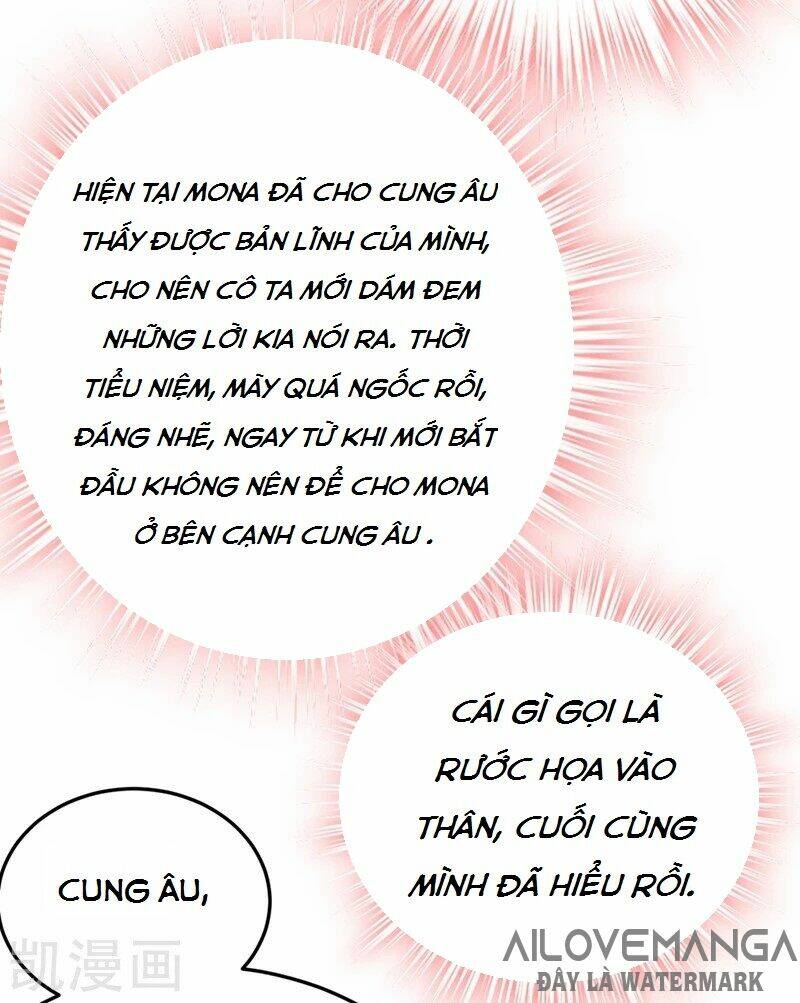 HIỆN TẠI MONA ĐÃ CHO CUNG ÂU
THẤY ĐƯỢC BẢN LĨNH CỦA MÌNH,
CHO NÊN CÔ TA MỚI DÁM ĐEM
NHỮNG LỜI KIA NÓI RA. THỜI
TIỂU NIỆM, MÀY QUÁ NGỐC RỒI,
ĐÁNG NHẼ, NGAY TỪ KHI MỚI BẮT
ĐẦU KHÔNG NÊN ĐỂ CHO MONA
Ở BÊN CẠNH CUNG ÂU .
CÁI GÌ GỌI LÀ
RƯỚC HỌA VÀO
THÂN, CUỐI CÙNG
MÌNH ĐÃ HIỂU RỒI.
CUNG ÂU,
凯漫画
AILOVEMANGA
ĐÂY LÀ WATERMARK